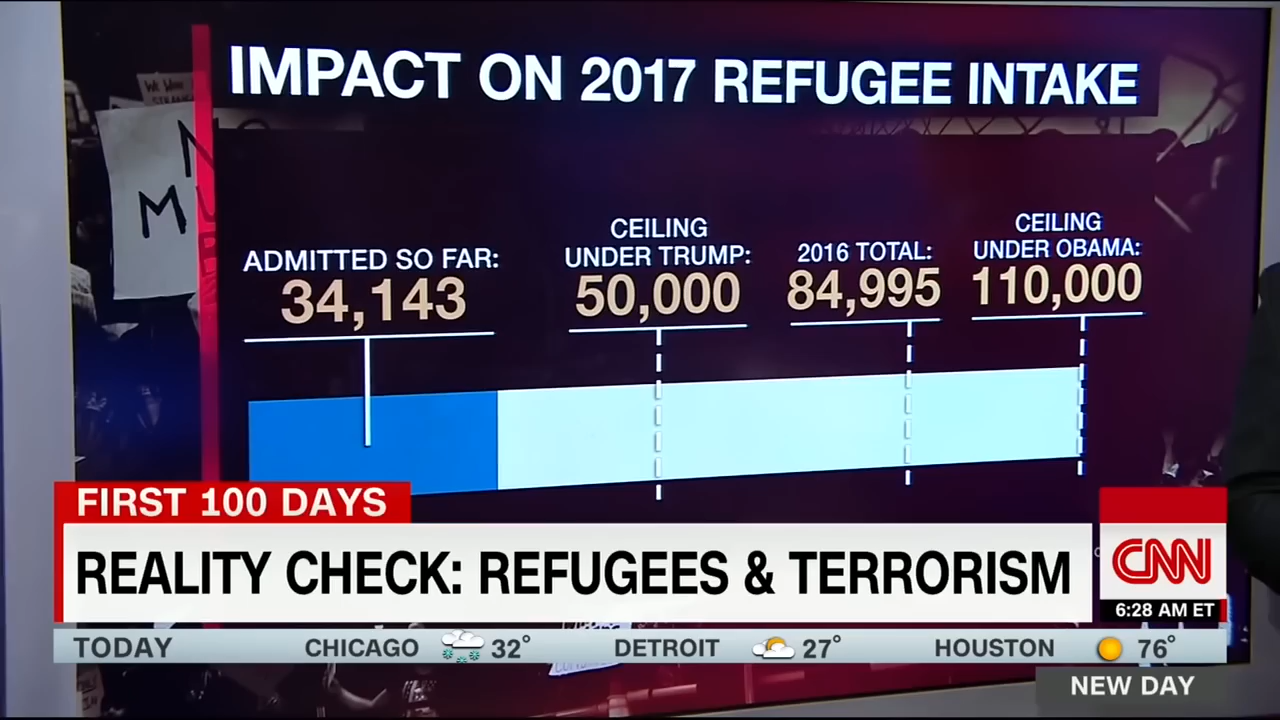 IMPACT ON 2017 REFUGEE INTAKE
WE
M
ADMITTED SO FAR:
34,143
CEILING
UNDER TRUMP:
50,000
2016 TOTAL:
84,995
CEILING
UNDER OBAMA:
110,000
FIRST 100 DAYS
REALITY CHECK: REFUGEES & TERRORISM
CNN
6:28 AM ET
TODAY CHICAGO 32° DETROIT 27° HOUSTON 76°
NEW DAY